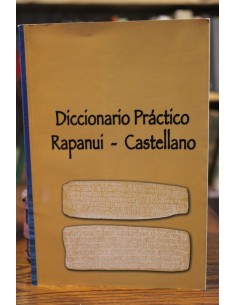 Diccionario Práctico
Rapanui - Castellano